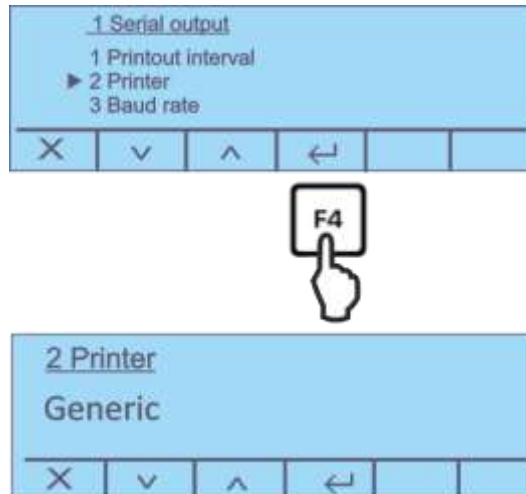 1 Serial output
1 Printout interval
▶ 2 Printer
3 Baud rate
F4
2 Printer
Generic